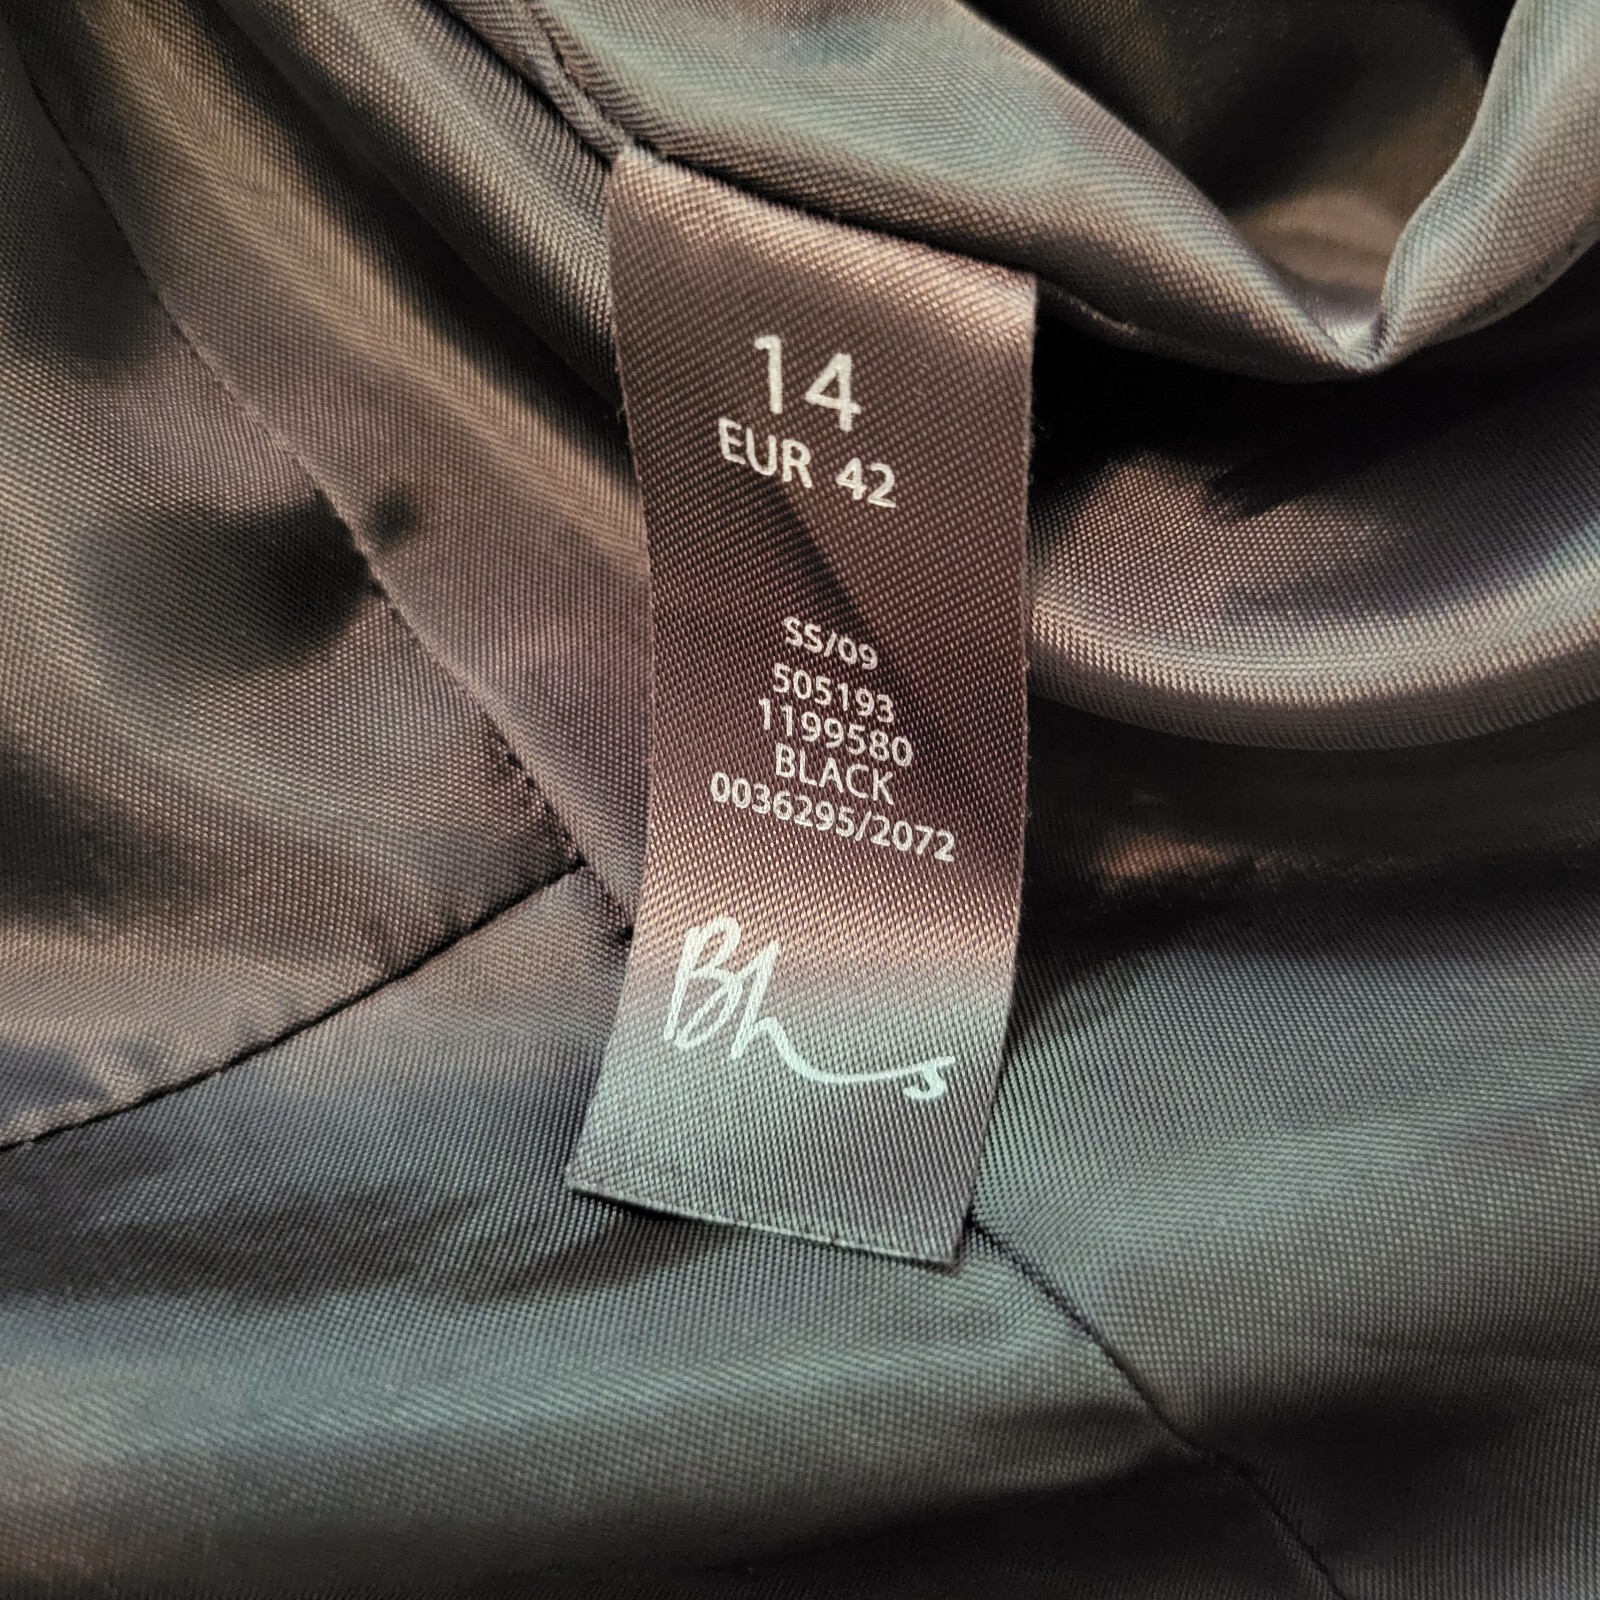 14
EUR 42
SS/09
505193
1199580
BLACK
0036295/2072
Bhs